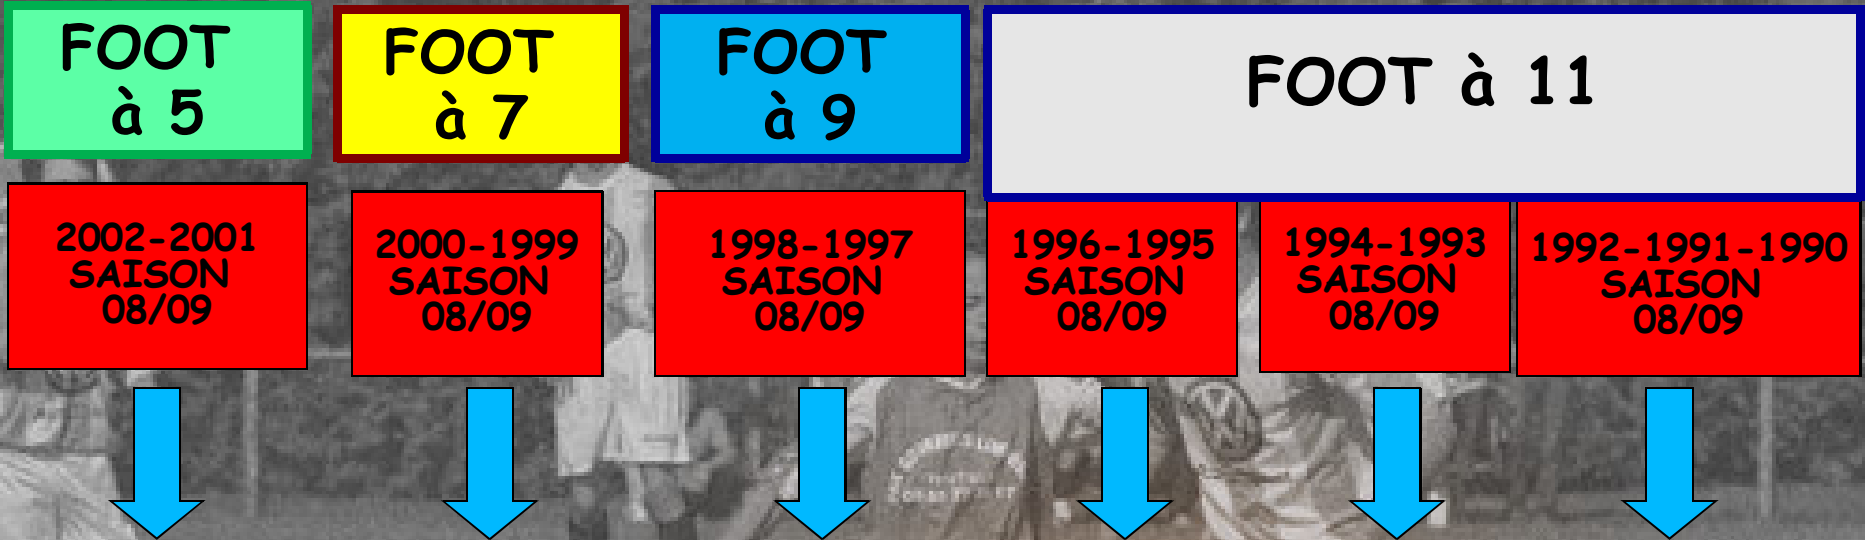 FOOT
à 5
FOOT
à 7
FOOT
à 9
FOOT à 11
2002-2001
SAISON
08/09
2000-1999
SAISON
08/09
1998-1997
SAISON
08/09
1996-1995
SAISON
08/09
1994-1993
SAISON
08/09
1992-1991-1990
SAISON
08/09